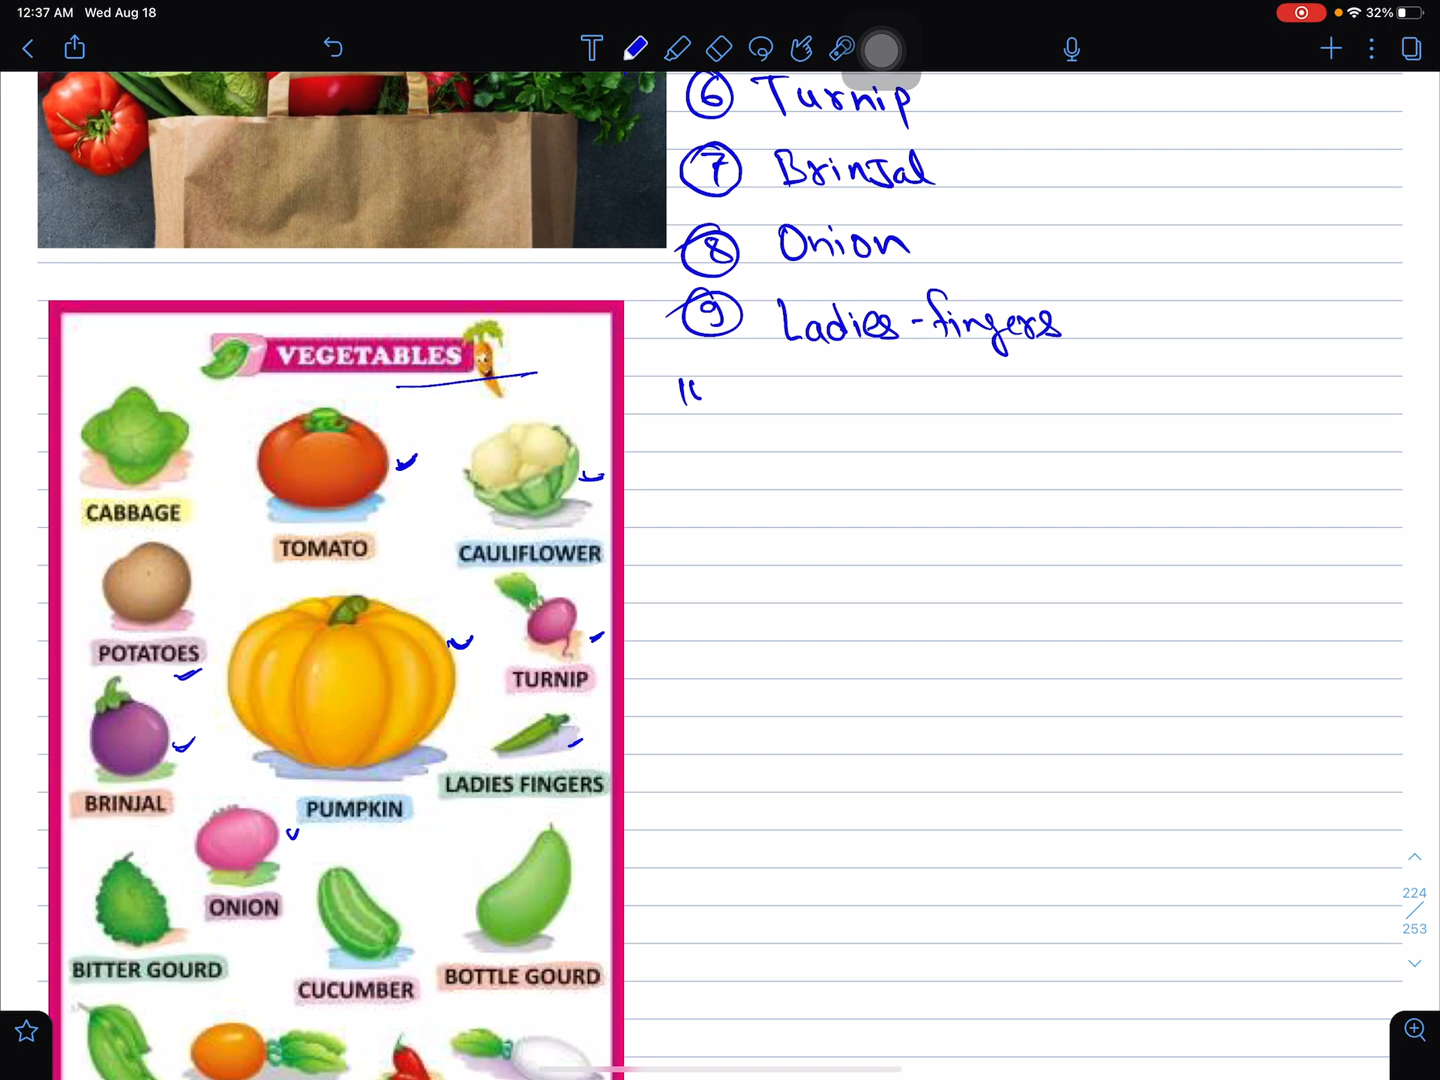 12:37 AM Wed Aug 18
32%
6 Turnip
7 Brinjal
8 Onion
9 Ladies-fingers
VEGETABLES
CABBAGE
TOMATO
CAULIFLOWER
POTATOES
TURNIP
BRINJAL
PUMPKIN
LADIES FINGERS
ONION
BITTER GOURD
CUCUMBER
BOTTLE GOURD
224
253